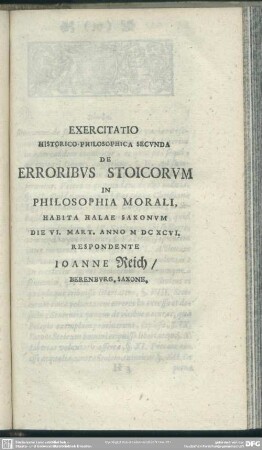 EXERCITATIO
HISTORICO-PHILOSOPHICA SECVNDA
DE
ERRORIBVS STOICORVM
IN
PHILOSOPHIA MORALI,
HABITA HALAE SAXONVM
DIE VI. MART. ANNO M DC XCVI.
RESPONDENTE
IOANNE Reich /
BERENBVRG. SAXONE.